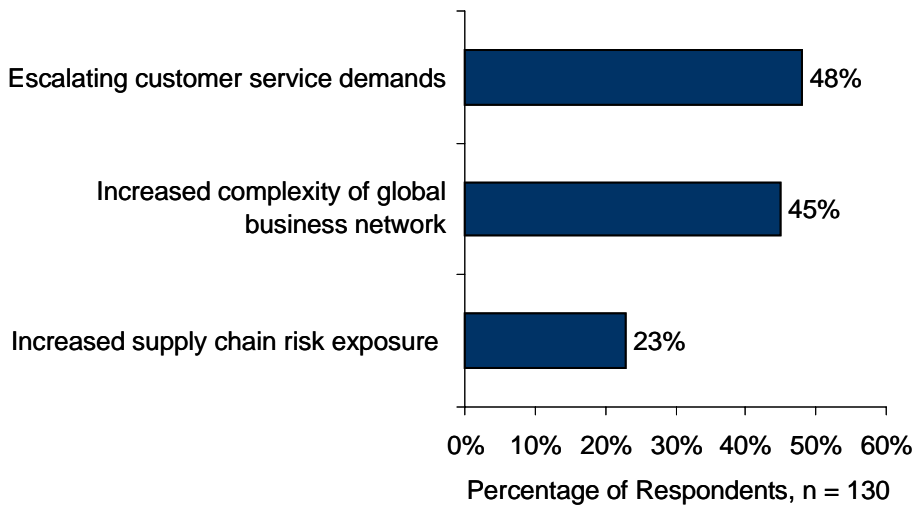 Escalating customer service demands
48%
Increased complexity of global
business network
45%
Increased supply chain risk exposure
23%
0% 10% 20% 30% 40% 50% 60%
Percentage of Respondents, n = 130